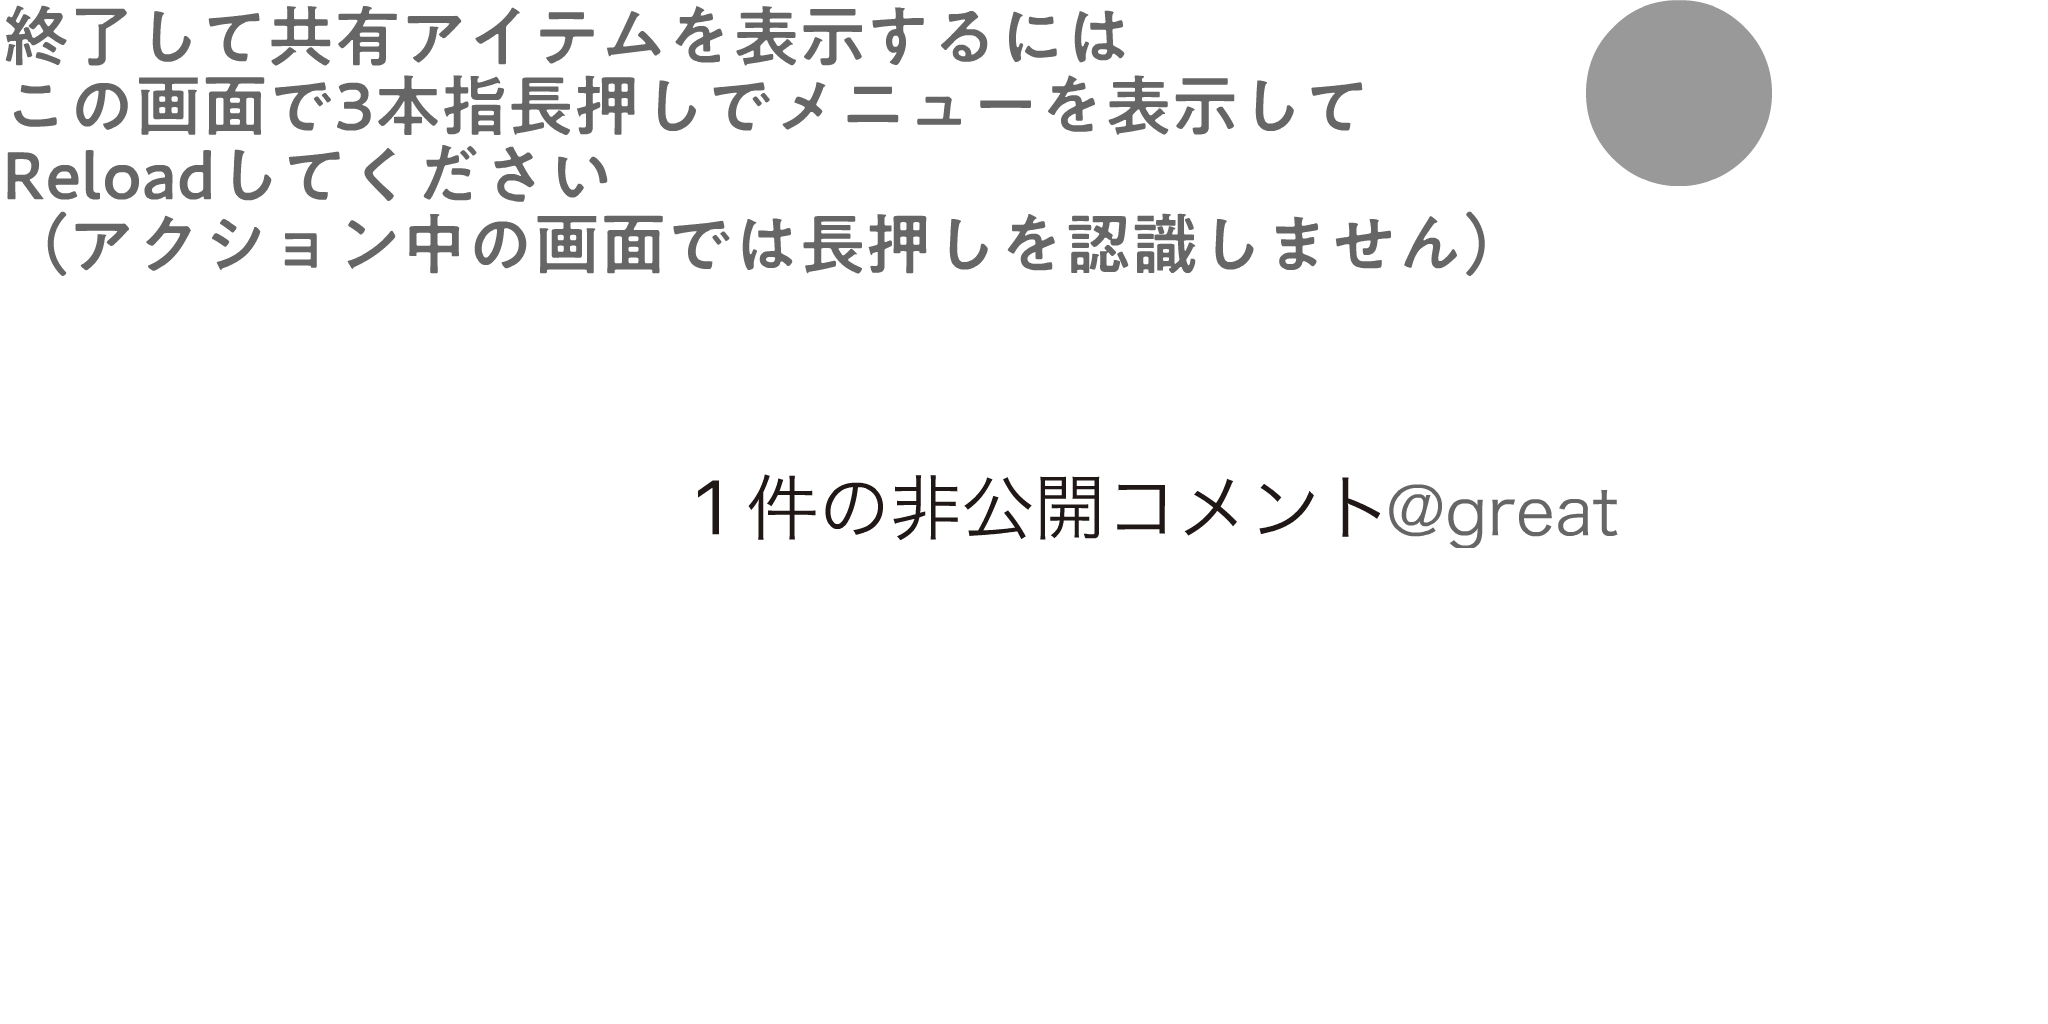 終了して共有アイテムを表示するには
この画面で3本指長押しでメニューを表示して
Reloadしてください
（アクション中の画面では長押しを認識しません）
1件の非公開コメント@great